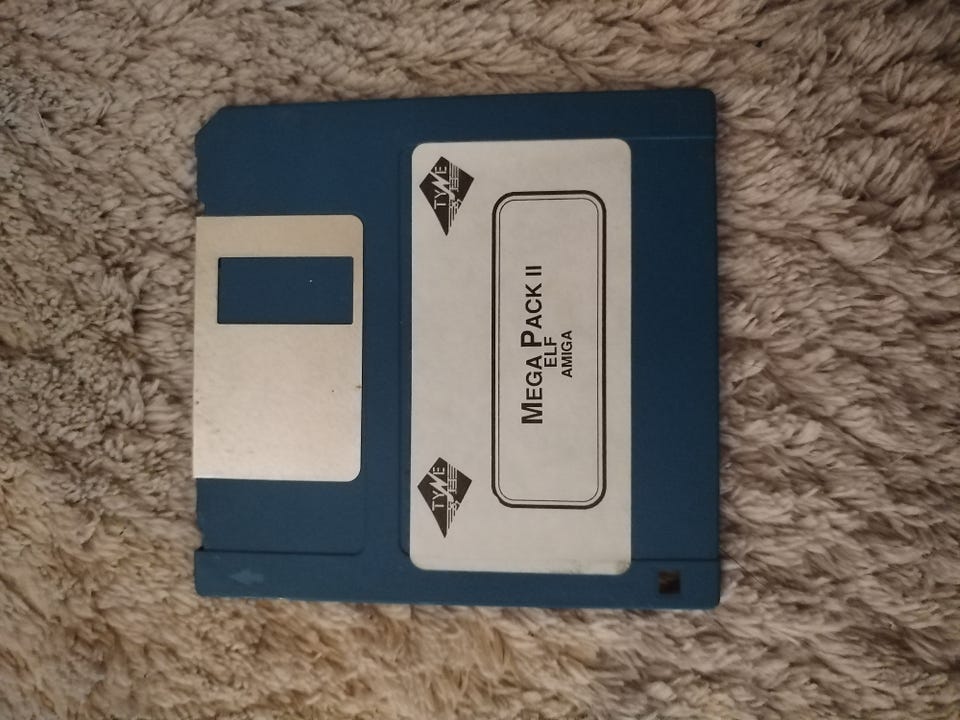 TYNE
TYNE
MEGA PACK II
ELF
AMIGA